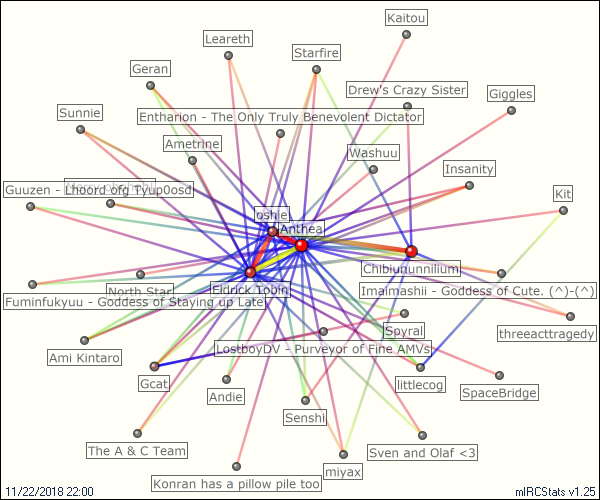 Kaitou
Leareth
Starfire
Geran
Drew's Crazy Sister
Giggles
Sunnie
Entharion - The Only Truly Benevolent Dictator
Ametrine
Washuu
Insanity
Guuzen - Lhoord ofg Tyup0osd
Kit
oshie
Anthea
Chibiurunnilium
Eldrick Tobin
North Star
Imaimashii - Goddess of Cute. (^)-(^)
Fuminfukyuu - Goddess of Staying up Late
Spyral
threeacttragedy
LostboyDV - Purveyor of Fine AMVs
Ami Kintaro
Gcat
littlecog
SpaceBridge
Andie
Senshi
The A & C Team
Sven and Olaf <3
miyax
Konran has a pillow pile too
11/22/2018 22:00
mIRCStats v1.25